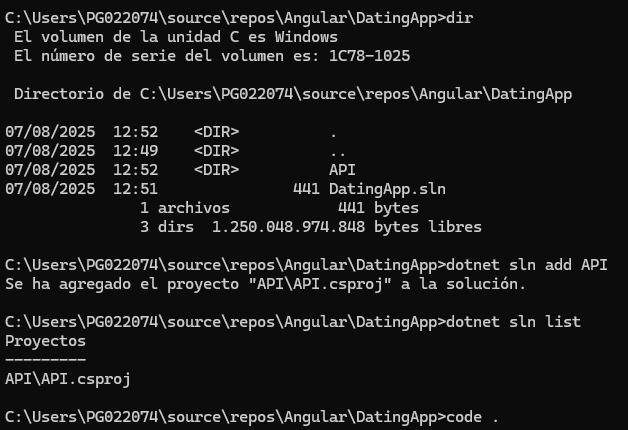 C:\Users\PG022074\source\repos\Angular\DatingApp>dir
 El volumen de la unidad C es Windows
 El número de serie del volumen es: 1C78-1025

 Directorio de C:\Users\PG022074\source\repos\Angular\DatingApp

07/08/2025  12:52    <DIR>          .
07/08/2025  12:49    <DIR>          ..
07/08/2025  12:52    <DIR>          API
07/08/2025  12:51               441 DatingApp.sln
               1 archivos            441 bytes
               3 dirs  1.250.048.974.848 bytes libres

C:\Users\PG022074\source\repos\Angular\DatingApp>dotnet sln add API
Se ha agregado el proyecto "API\API.csproj" a la solución.

C:\Users\PG022074\source\repos\Angular\DatingApp>dotnet sln list
Proyectos
---------
API\API.csproj

C:\Users\PG022074\source\repos\Angular\DatingApp>code .